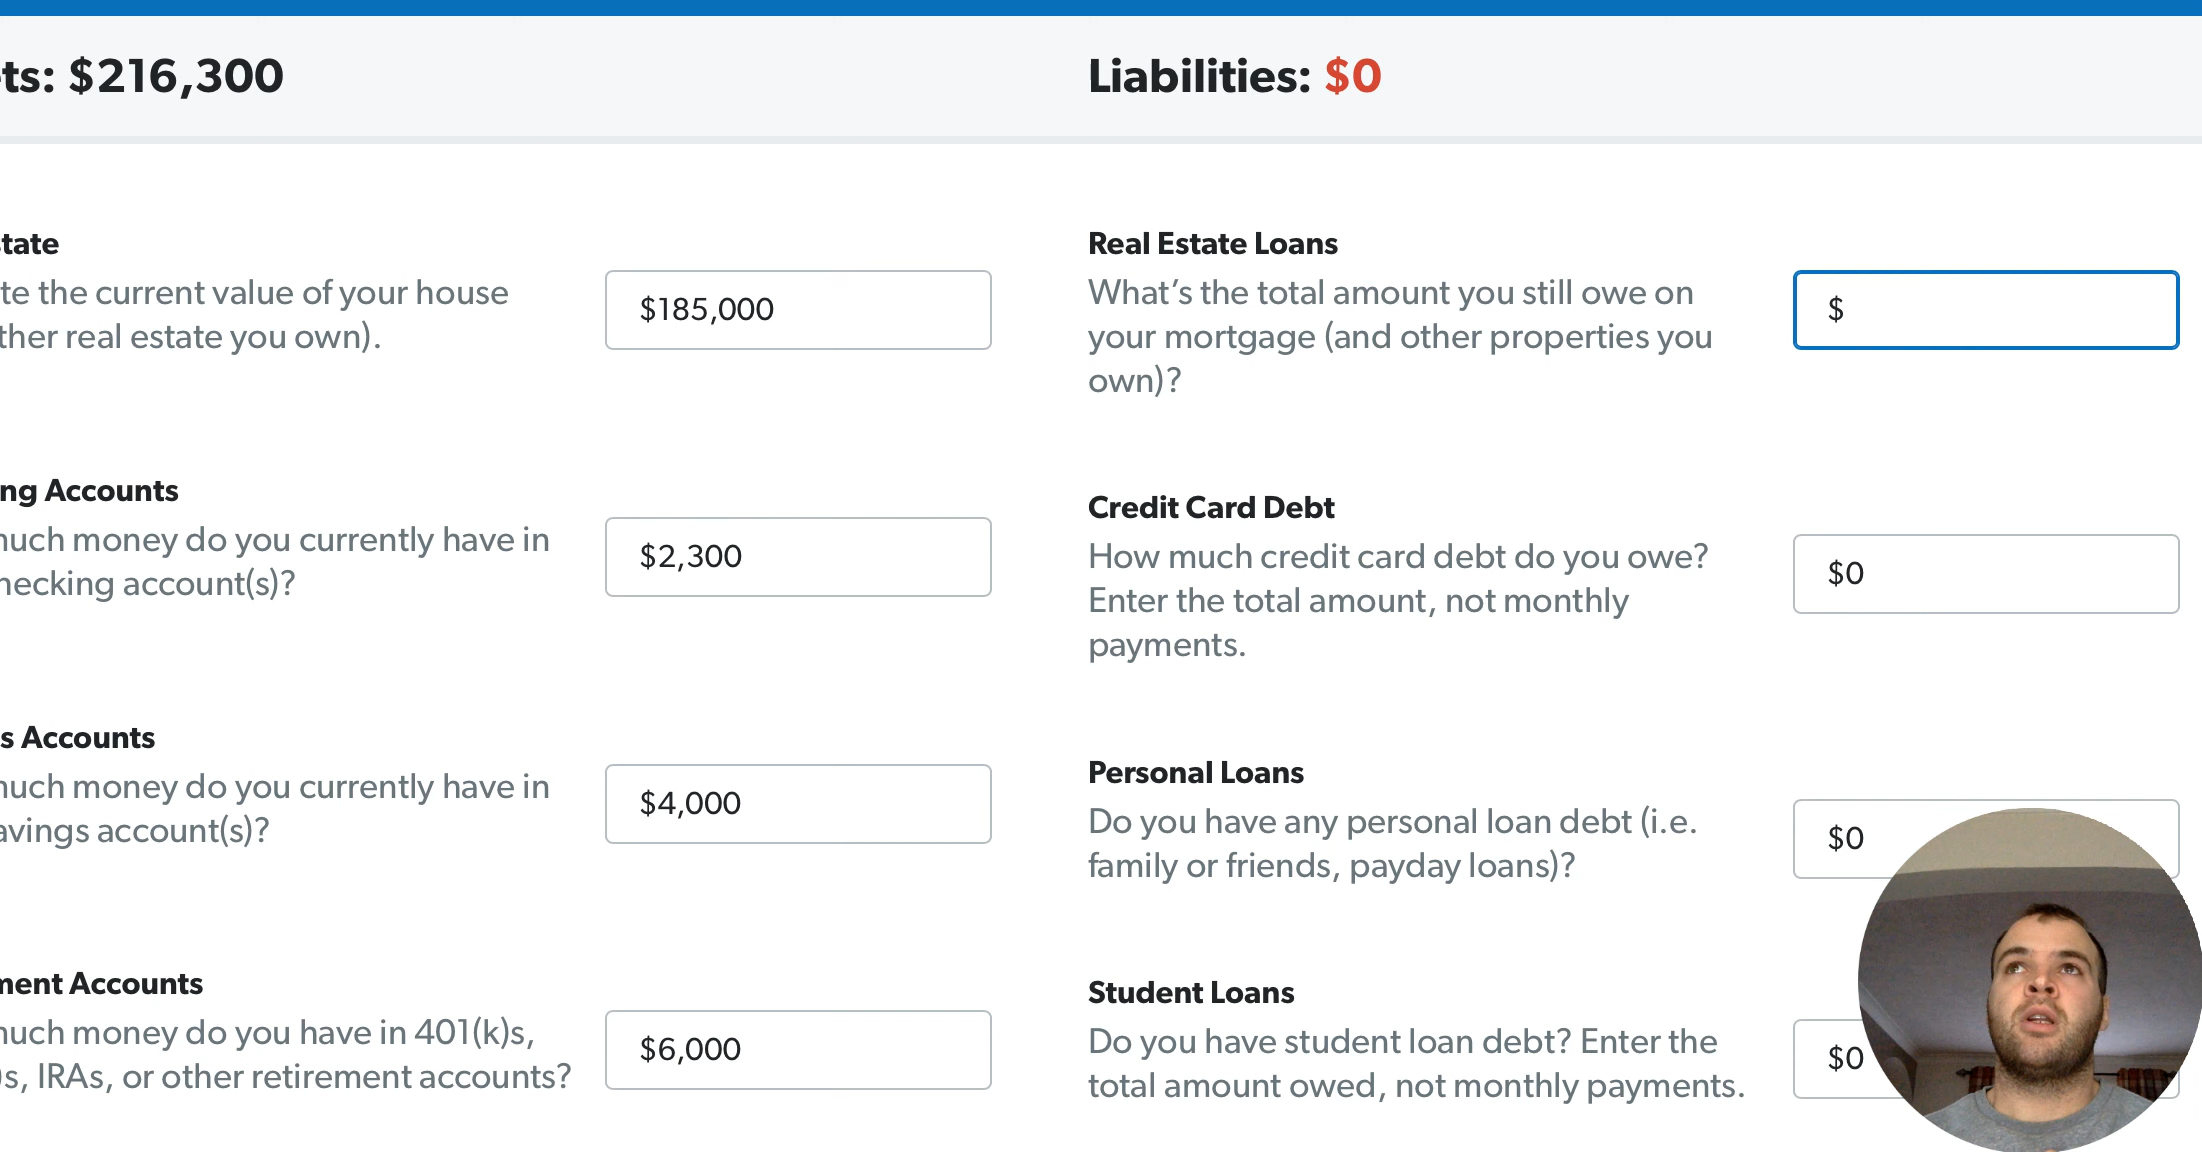 ts: $216,300
Liabilities: $0
tate
te the current value of your house
ther real estate you own).
$185,000
ng Accounts
uch money do you currently have in
hecking account(s)?
$2,300
s Accounts
uch money do you currently have in
avings account(s)?
$4,000
ment Accounts
uch money do you have in 401(k)s,
s, IRAs, or other retirement accounts?
$6,000
Real Estate Loans
What’s the total amount you still owe on
your mortgage (and other properties you
own)?
$
Credit Card Debt
How much credit card debt do you owe?
Enter the total amount, not monthly
payments.
$0
Personal Loans
Do you have any personal loan debt (i.e.
family or friends, payday loans)?
$0
Student Loans
Do you have student loan debt? Enter the
total amount owed, not monthly payments.
$0